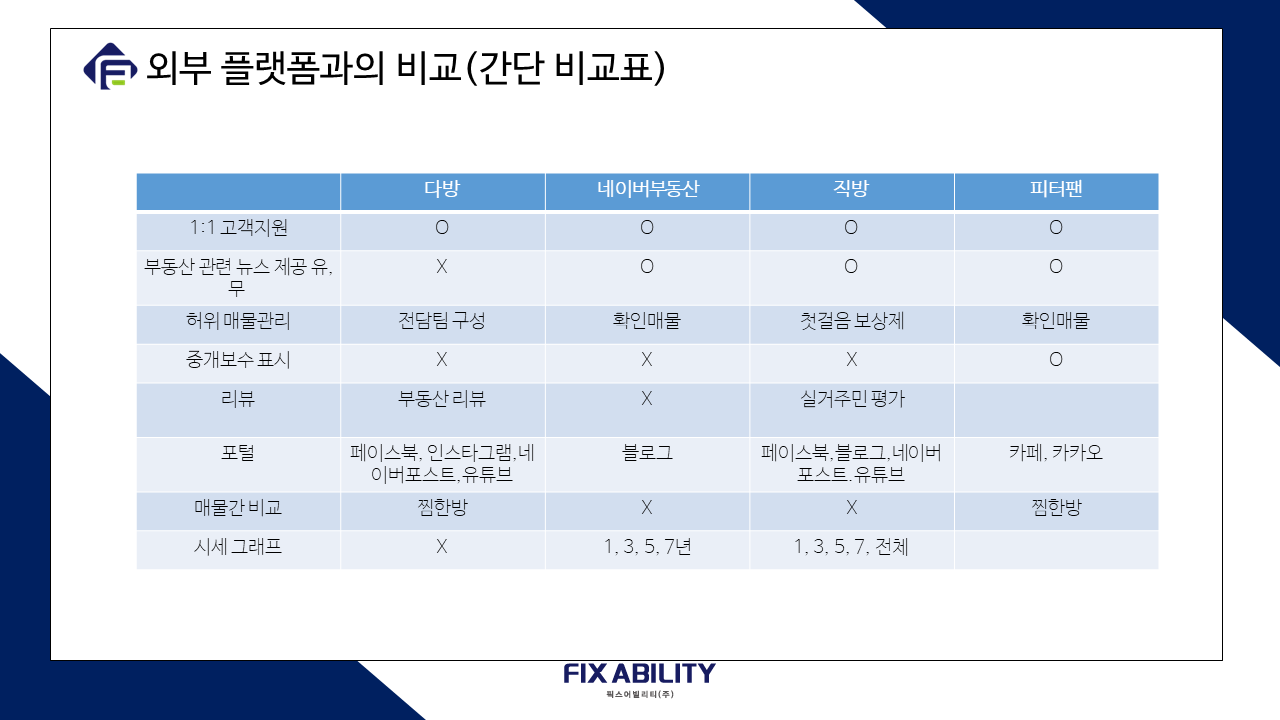 외부 플랫폼과의 비교(간단 비교표)
다방 네이버부동산 직방 피터팬
1:1 고객지원 O O O O
부동산 관련 뉴스 제공 유, X O O O
무
허위 매물관리 전담팀 구성 확인매물 첫걸음 보상제 확인매물
중개보수 표시 X X X O
리뷰 부동산 리뷰 X 실거주민 평가
포털 페이스북, 인스타그램,네 블로그 페이스북,블로그,네이버 카페, 카카오
이버포스트,유튜브 포스트.유튜브
매물간 비교 찜한방 X X 찜한방
시세 그래프 X 1, 3, 5, 7년 1, 3, 5, 7, 전체
FIX ABILITY
픽스어빌리티(주)